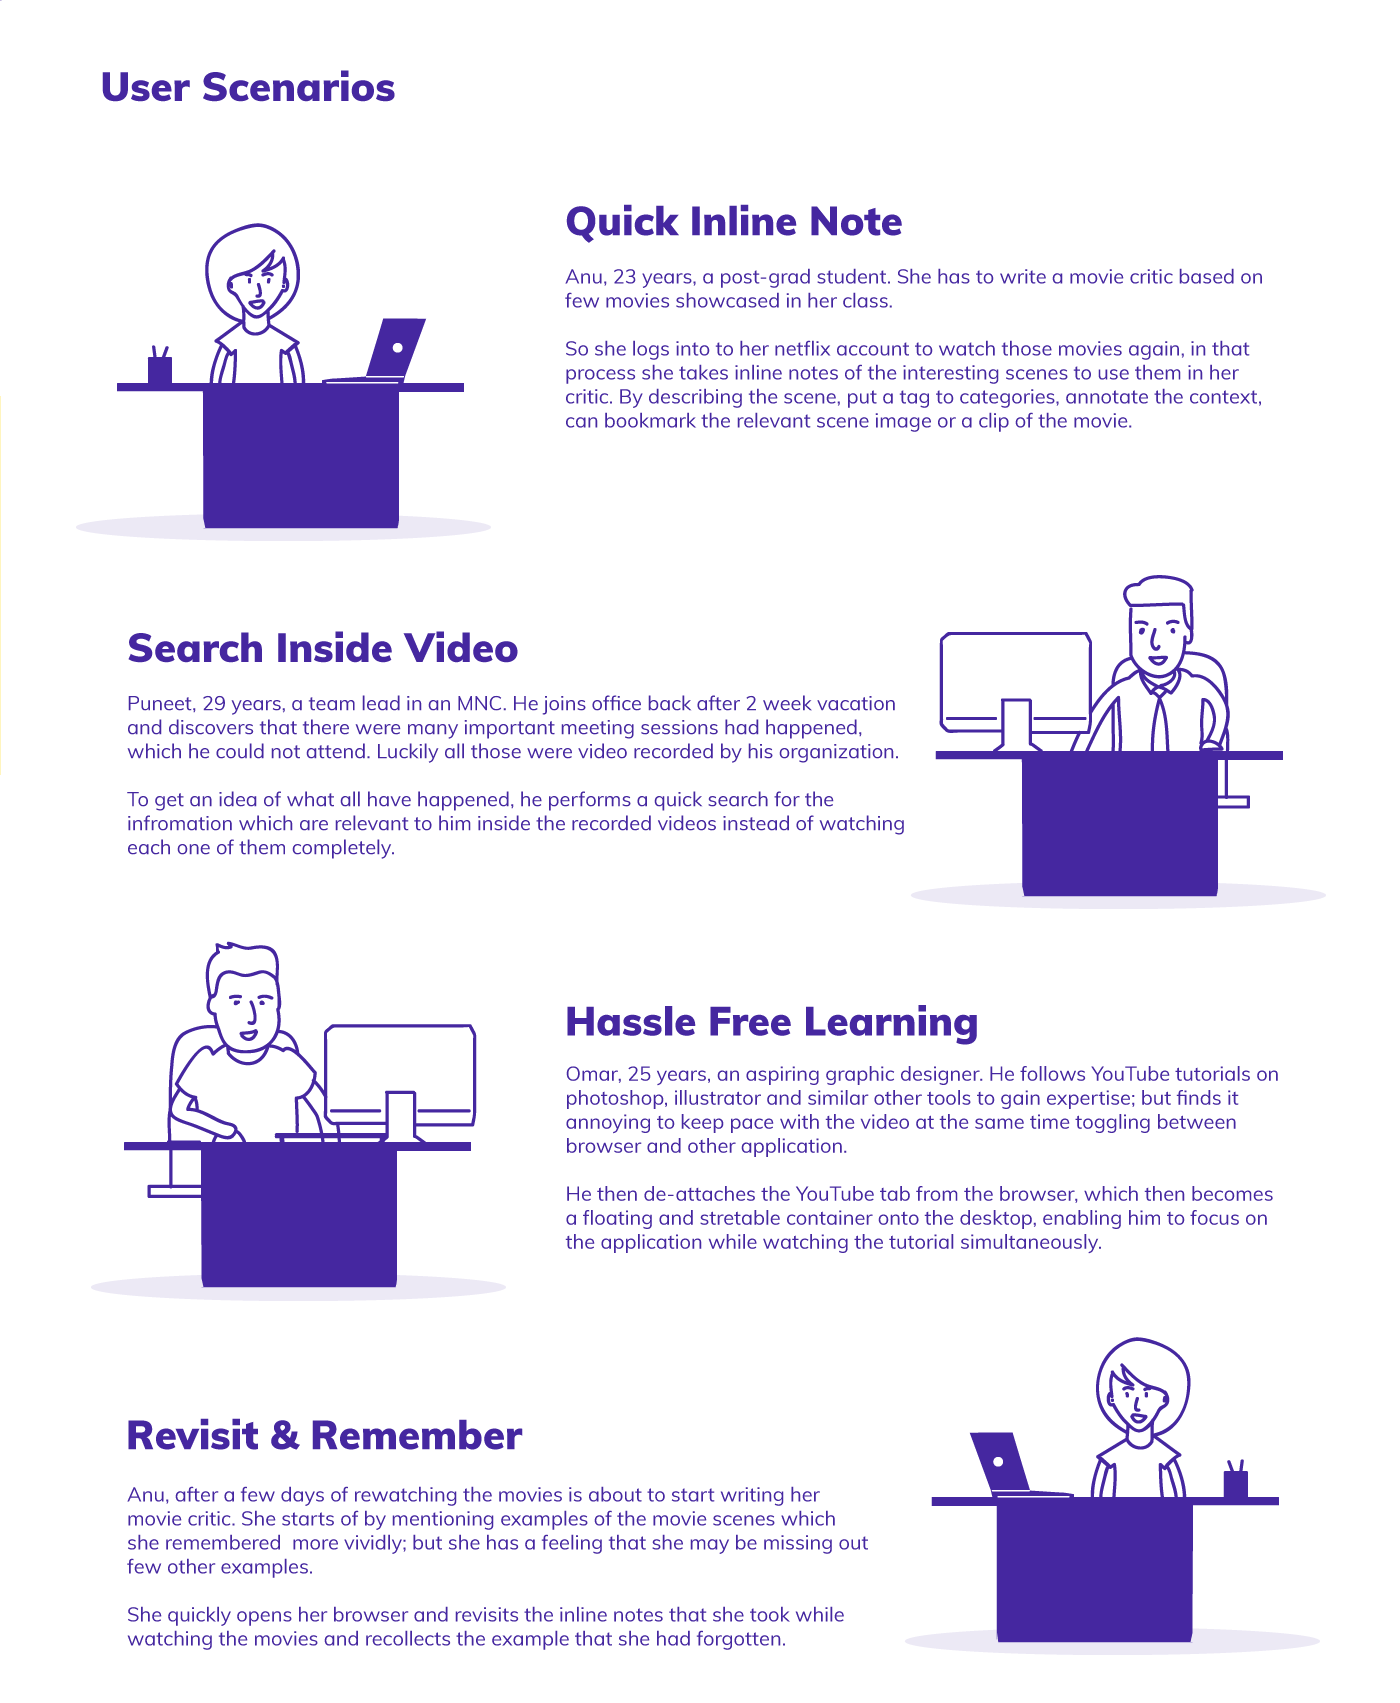 User Scenarios
Quick Inline Note
Anu, 23 years, a post-grad student. She has to write a movie critic based on
few movies showcased in her class.
So she logs into to her netflix account to watch those movies again, in that
process she takes inline notes of the interesting scenes to use them in her
critic. By describing the scene, put a tag to categories, annotate the context,
can bookmark the relevant scene image or a clip of the movie.
Search Inside Video
Puneet, 29 years, a team lead in an MNC. He joins office back after 2 week vacation
and discovers that there were many important meeting sessions had happened,
which he could not attend. Luckily all those were video recorded by his organization.
To get an idea of what all have happened, he performs a quick search for the
infromation which are relevant to him inside the recorded videos instead of watching
each one of them completely.
Hassle Free Learning
Omar, 25 years, an aspiring graphic designer. He follows YouTube tutorials on
photoshop, illustrator and similar other tools to gain expertise; but finds it
annoying to keep pace with the video at the same time toggling between
browser and other application.
He then de-attaches the YouTube tab from the browser, which then becomes
a floating and stretable container onto the desktop, enabling him to focus on
the application while watching the tutorial simultaneously.
Revisit & Remember
Anu, after a few days of rewatching the movies is about to start writing her
movie critic. She starts of by mentioning examples of the movie scenes which
she remembered  more vividly; but she has a feeling that she may be missing out
few other examples.
She quickly opens her browser and revisits the inline notes that she took while
watching the movies and recollects the example that she had forgotten.